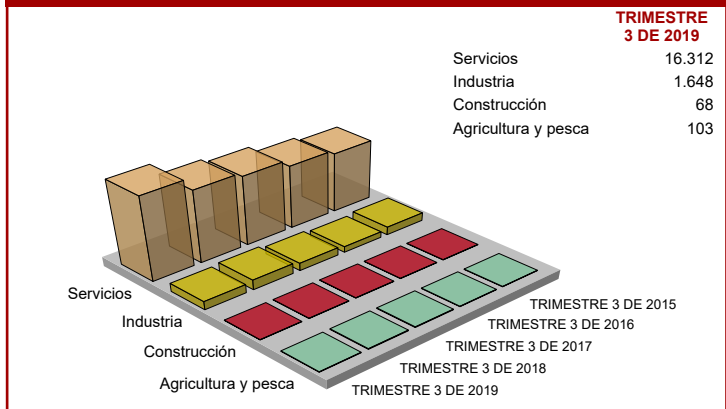 TRIMESTRE
3 DE 2019
Servicios 16.312
Industria 1.648
Construcción 68
Agricultura y pesca 103
Servicios
Industria
Construcción
Agricultura y pesca
TRIMESTRE 3 DE 2015
TRIMESTRE 3 DE 2016
TRIMESTRE 3 DE 2017
TRIMESTRE 3 DE 2018
TRIMESTRE 3 DE 2019